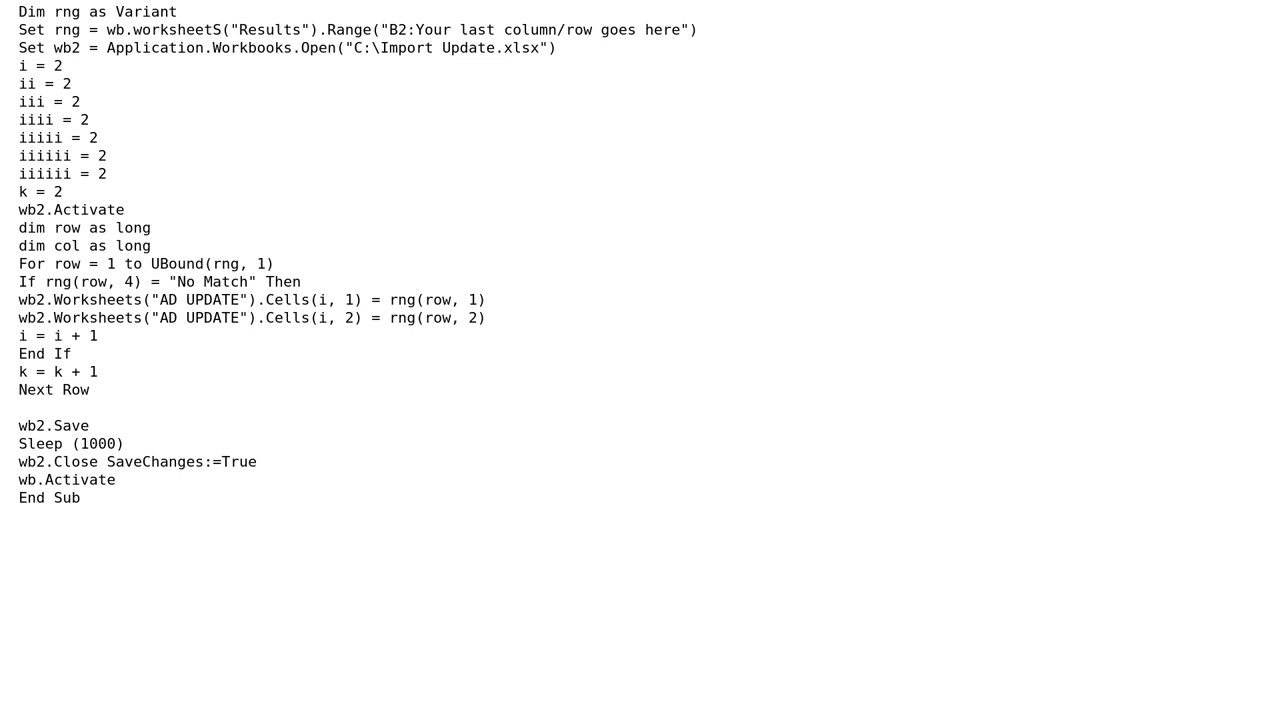 Dim rng as Variant
Set rng = wb.worksheetS("Results").Range("B2:Your last column/row goes here")
Set wb2 = Application.Workbooks.Open("C:\Import Update.xlsx")
i = 2
ii = 2
iii = 2
iiii = 2
iiiii = 2
iiiiii = 2
iiiiii = 2
k = 2
wb2.Activate
dim row as long
dim col as long
For row = 1 to UBound(rng, 1)
If rng(row, 4) = "No Match" Then
wb2.Worksheets("AD UPDATE").Cells(i, 1) = rng(row, 1)
wb2.Worksheets("AD UPDATE").Cells(i, 2) = rng(row, 2)
i = i + 1
End If
k = k + 1
Next Row

wb2.Save
Sleep (1000)
wb2.Close SaveChanges:=True
wb.Activate
End Sub